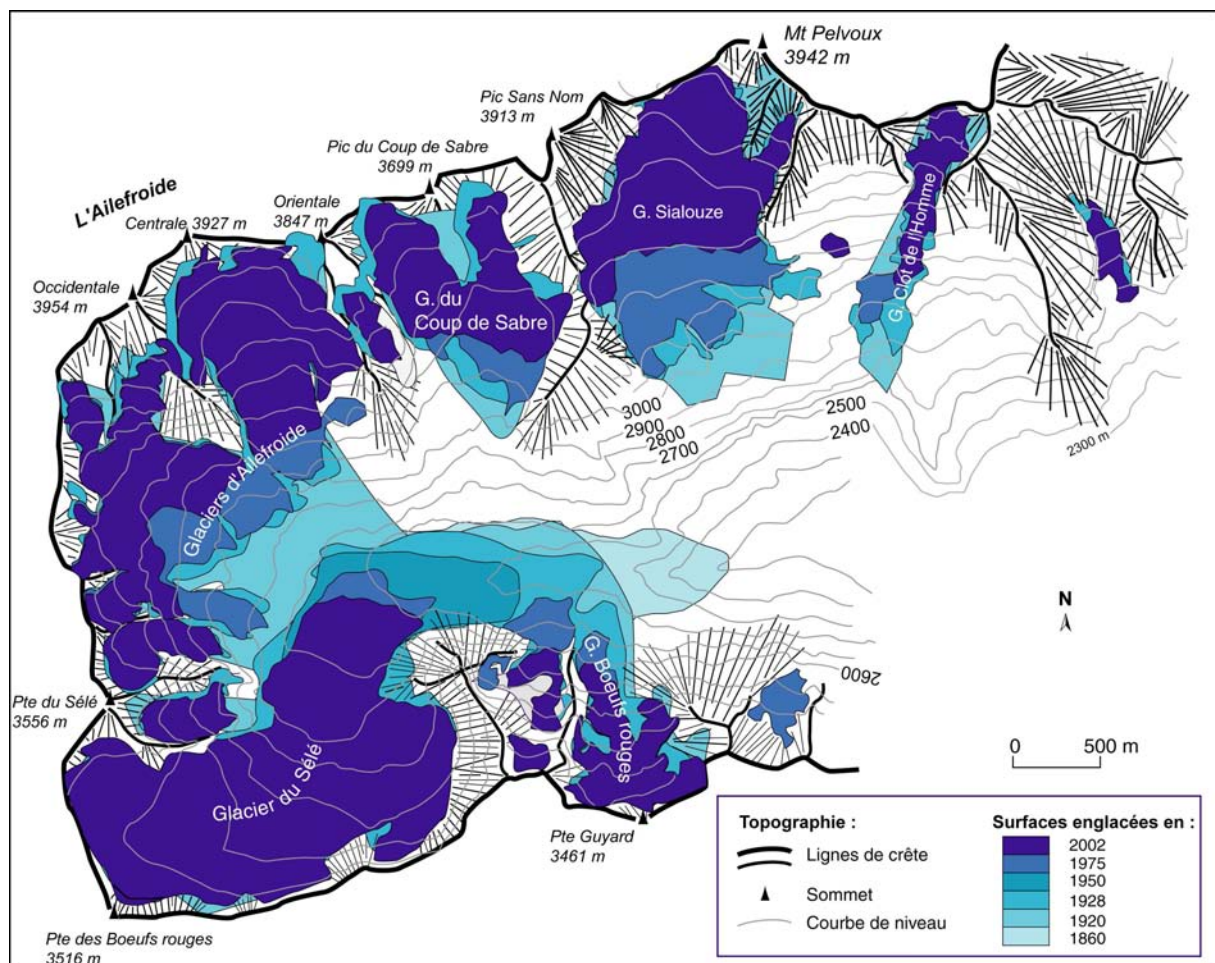 Mt Pelvoux
3942 m
Pic Sans Nom
3913 m
Pic du Coup de Sabre
3699 m
L'Ailefroide
Orientale
3847 m
Centrale 3927 m
Occidentale
3954 m
G. Sialouze
G. Clot de l'Homme
G. du
Coup de Sabre
3000
2900
2800
2700
2500
2400
2300 m
Glaciers d'Ailefroide
N
G. Boeufs rouges
2600
Pte du Sélé
3556 m
0 500 m
Glacier du Sélé
Pte Guyard
3461 m
Pte des Boeufs rouges
3516 m
Topographie :
Lignes de crête
Sommet
Courbe de niveau
Surfaces englacées en :
2002
1975
1950
1928
1920
1860